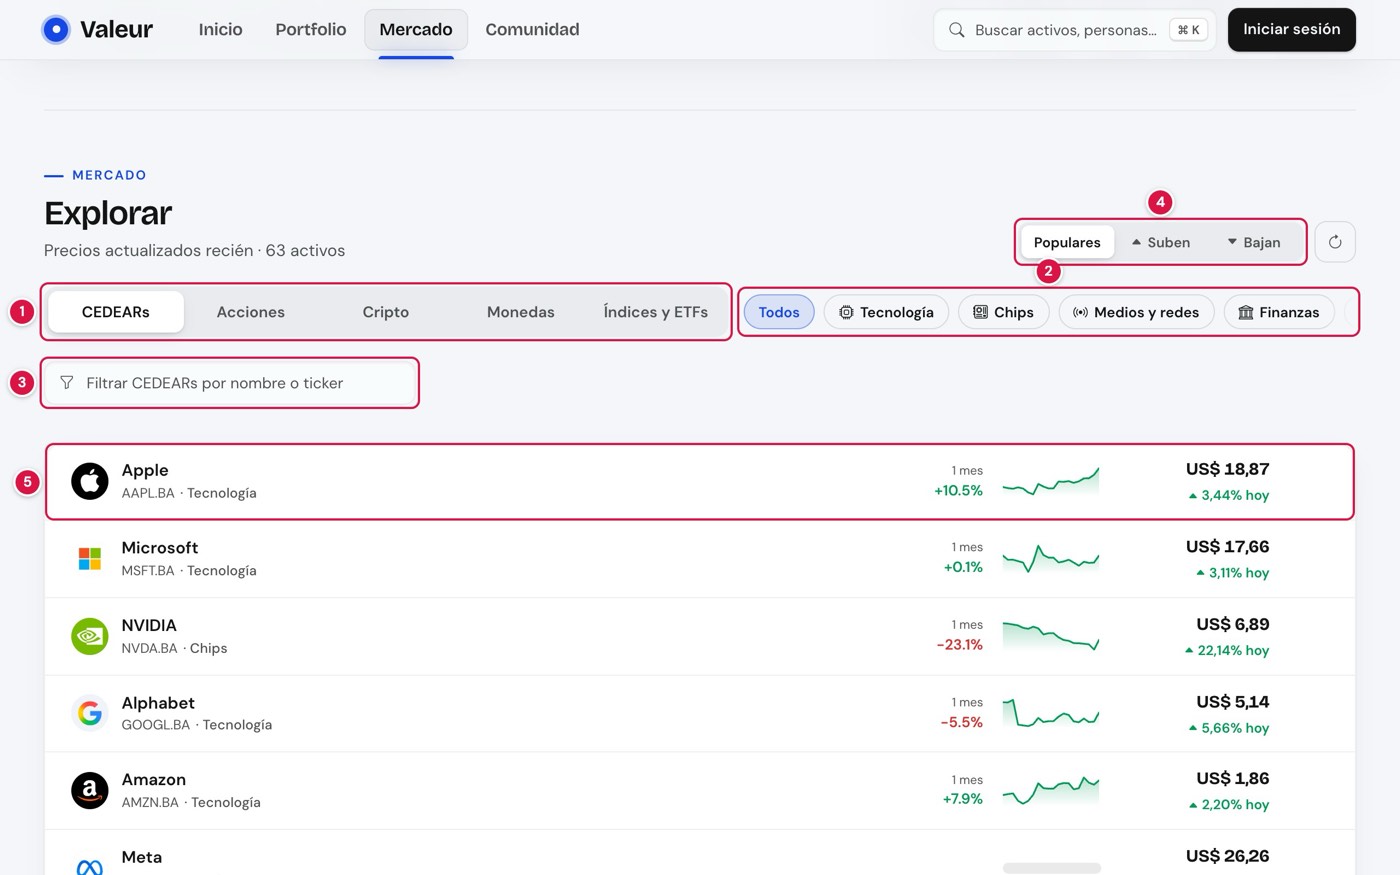 Valeur
Inicio
Portfolio
Mercado
Comunidad
Buscar activos, personas...
⌘ K
Iniciar sesión
MERCADO
Explorar
Precios actualizados recién · 63 activos
4
Populares
Suben
Bajan
2
1
CEDEARs
Acciones
Cripto
Monedas
Índices y ETFs
Todos
Tecnología
Chips
Medios y redes
Finanzas
3
Filtrar CEDEARs por nombre o ticker
5
Apple
AAPL.BA · Tecnología
1 mes
+10.5%
US$ 18,87
3,44% hoy
Microsoft
MSFT.BA · Tecnología
1 mes
+0.1%
US$ 17,66
3,11% hoy
NVIDIA
NVDA.BA · Chips
1 mes
−23.1%
US$ 6,89
22,14% hoy
Alphabet
GOOGL.BA · Tecnología
1 mes
−5.5%
US$ 5,14
5,66% hoy
Amazon
AMZN.BA · Tecnología
1 mes
+7.9%
US$ 1,86
2,20% hoy
Meta
US$ 26,26